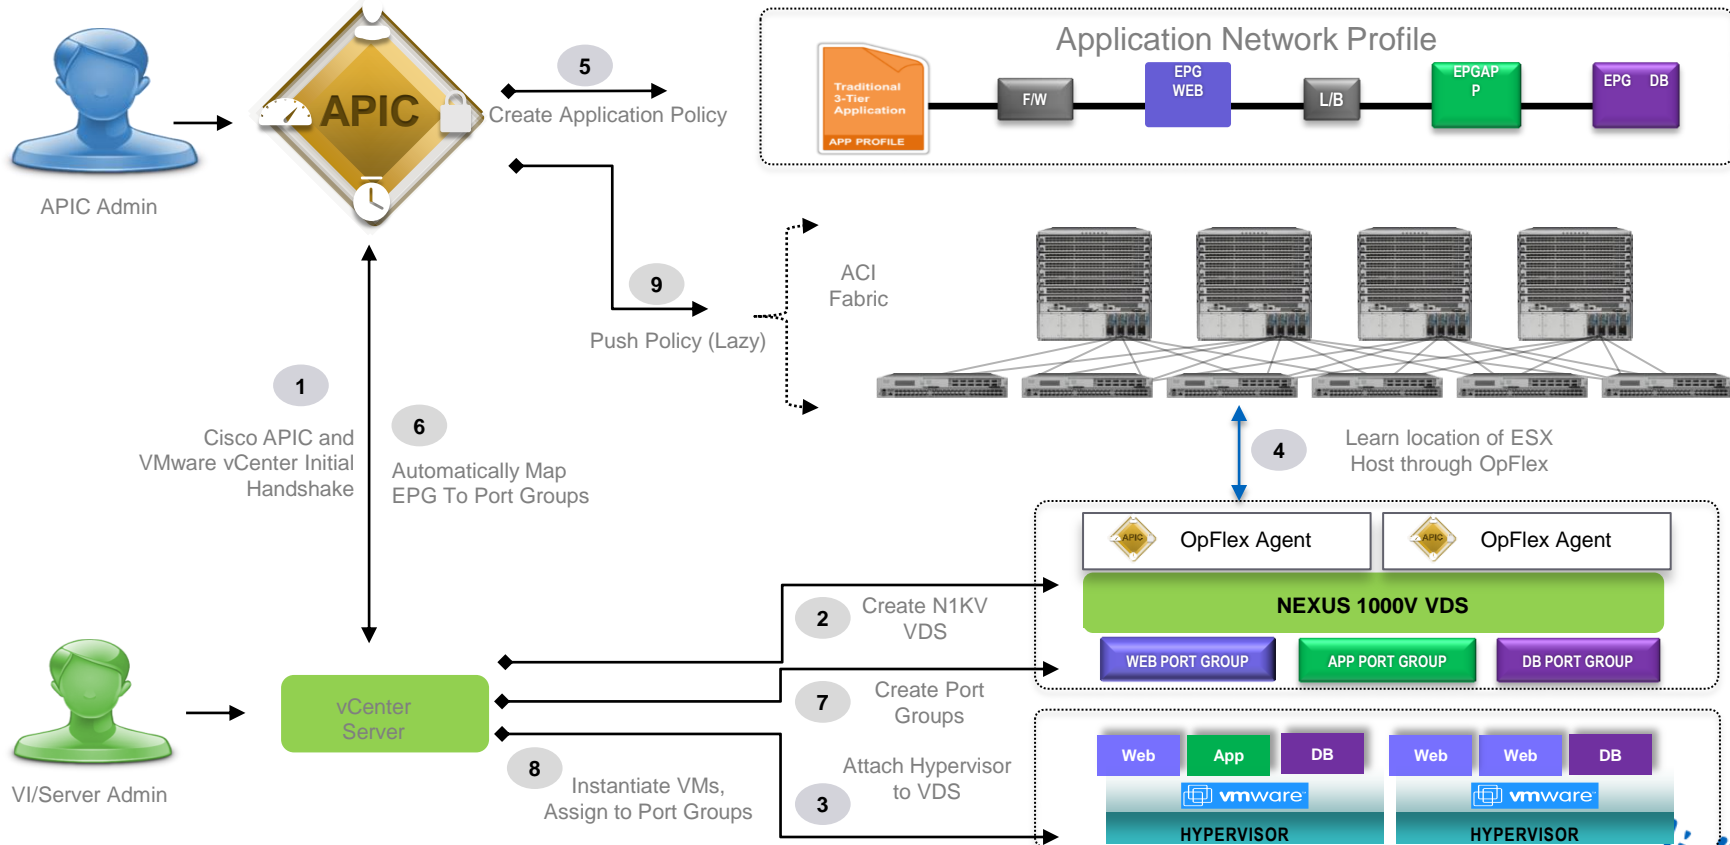 Application Network Profile
Traditional
3-Tier
Application
APP PROFILE
F/W
EPG
WEB
L/B
EPGAP
P
EPG DB
APIC
5
Create Application Policy
APIC Admin
9
Push Policy (Lazy)
ACI
Fabric
1
Cisco APIC and
VMware vCenter Initial
Handshake
6
Automatically Map
EPG To Port Groups
4
Learn location of ESX
Host through OpFlex
APIC
OpFlex Agent
APIC
OpFlex Agent
NEXUS 1000V VDS
WEB PORT GROUP
APP PORT GROUP
DB PORT GROUP
2
Create N1KV
VDS
7
Create Port
Groups
vCenter
Server
VI/Server Admin
8
Instantiate VMs,
Assign to Port Groups
3
Attach Hypervisor
to VDS
Web
App
DB
Web
Web
DB
vmware
vmware
HYPERVISOR
HYPERVISOR